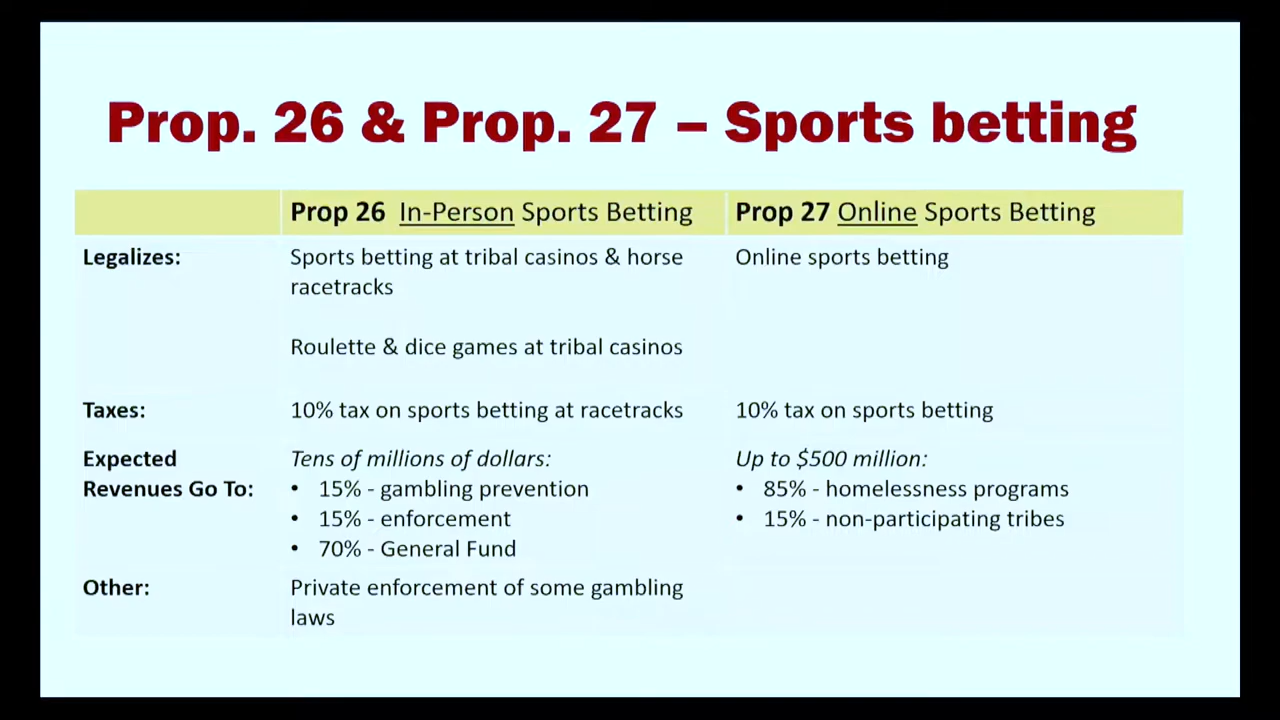 Prop. 26 & Prop. 27 – Sports betting
Prop 26 In-Person Sports Betting
Prop 27 Online Sports Betting
Legalizes:
Sports betting at tribal casinos & horse
racetracks
Roulette & dice games at tribal casinos
Online sports betting
Taxes:
10% tax on sports betting at racetracks
10% tax on sports betting
Expected
Revenues Go To:
Tens of millions of dollars:
• 15% - gambling prevention
• 15% - enforcement
• 70% - General Fund
Up to $500 million:
• 85% - homelessness programs
• 15% - non-participating tribes
Other:
Private enforcement of some gambling
laws